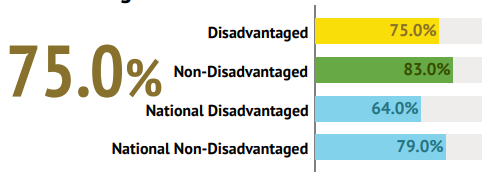 75.0%
Disadvantaged 75.0%
Non-Disadvantaged 83.0%
National Disadvantaged 64.0%
National Non-Disadvantaged 79.0%